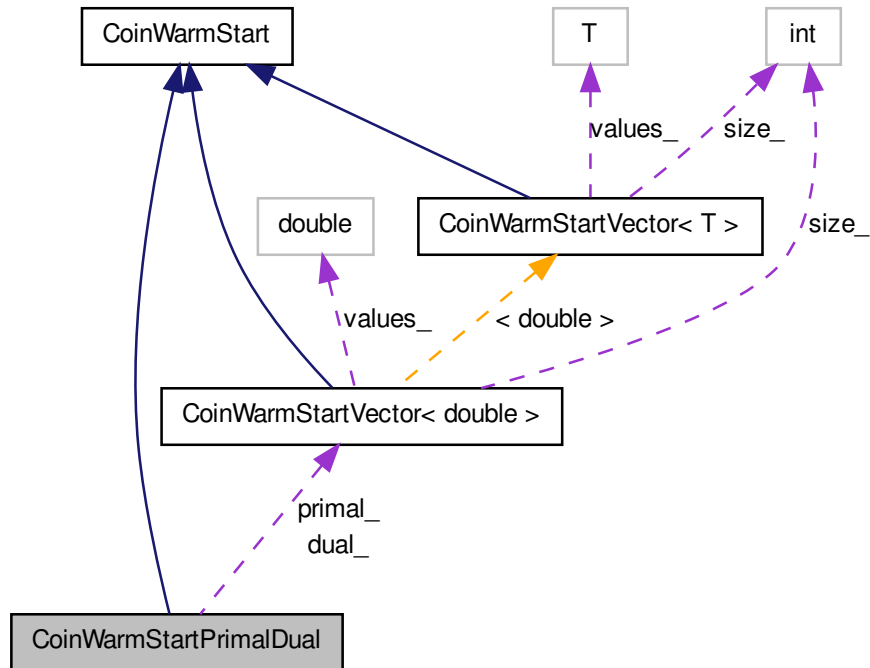 CoinWarmStart
T
int
values_
size_
double
CoinWarmStartVector< T >
size_
values_
< double >
CoinWarmStartVector< double >
primal_
dual_
CoinWarmStartPrimalDual